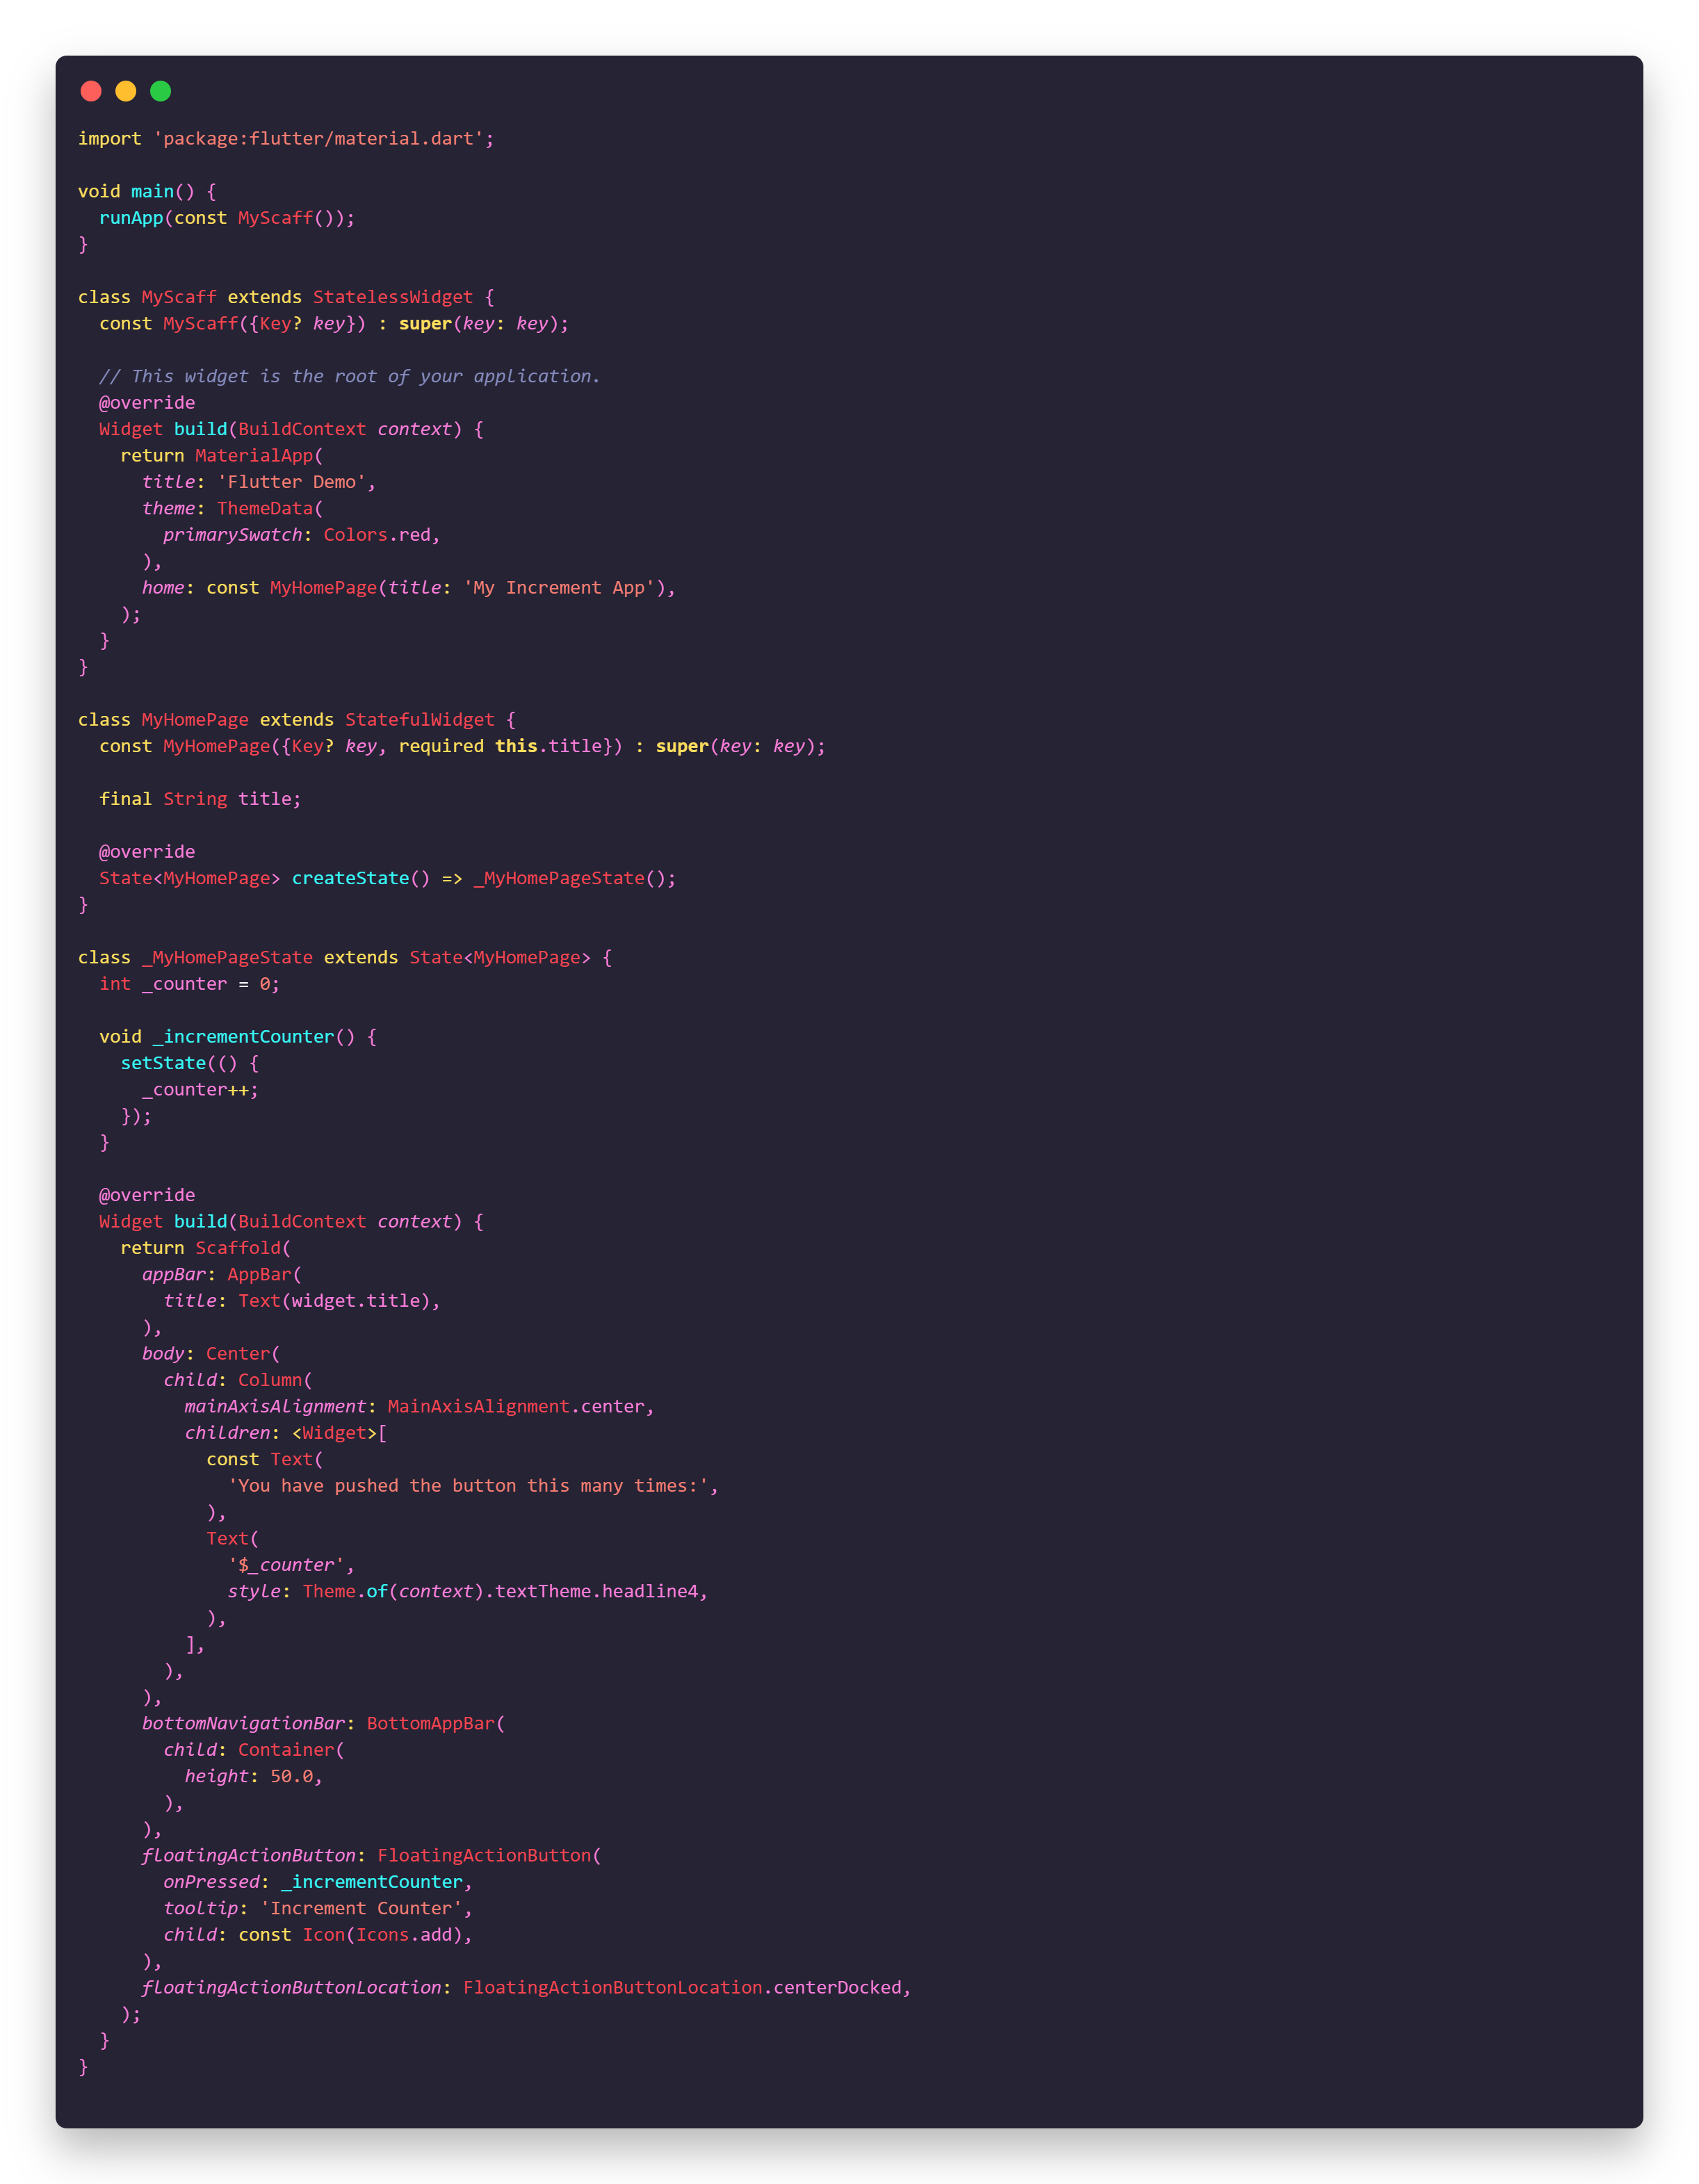 import 'package:flutter/material.dart';

void main() {
  runApp(const MyScaff());
}

class MyScaff extends StatelessWidget {
  const MyScaff({Key? key}) : super(key: key);

  // This widget is the root of your application.
  @override
  Widget build(BuildContext context) {
    return MaterialApp(
      title: 'Flutter Demo',
      theme: ThemeData(
        primarySwatch: Colors.red,
      ),
      home: const MyHomePage(title: 'My Increment App'),
    );
  }
}

class MyHomePage extends StatefulWidget {
  const MyHomePage({Key? key, required this.title}) : super(key: key);

  final String title;

  @override
  State<MyHomePage> createState() => _MyHomePageState();
}

class _MyHomePageState extends State<MyHomePage> {
  int _counter = 0;

  void _incrementCounter() {
    setState(() {
      _counter++;
    });
  }

  @override
  Widget build(BuildContext context) {
    return Scaffold(
      appBar: AppBar(
        title: Text(widget.title),
      ),
      body: Center(
        child: Column(
          mainAxisAlignment: MainAxisAlignment.center,
          children: <Widget>[
            const Text(
              'You have pushed the button this many times:',
            ),
            Text(
              '$_counter',
              style: Theme.of(context).textTheme.headline4,
            ),
          ],
        ),
      ),
      bottomNavigationBar: BottomAppBar(
        child: Container(
          height: 50.0,
        ),
      ),
      floatingActionButton: FloatingActionButton(
        onPressed: _incrementCounter,
        tooltip: 'Increment Counter',
        child: const Icon(Icons.add),
      ),
      floatingActionButtonLocation: FloatingActionButtonLocation.centerDocked,
    );
  }
}